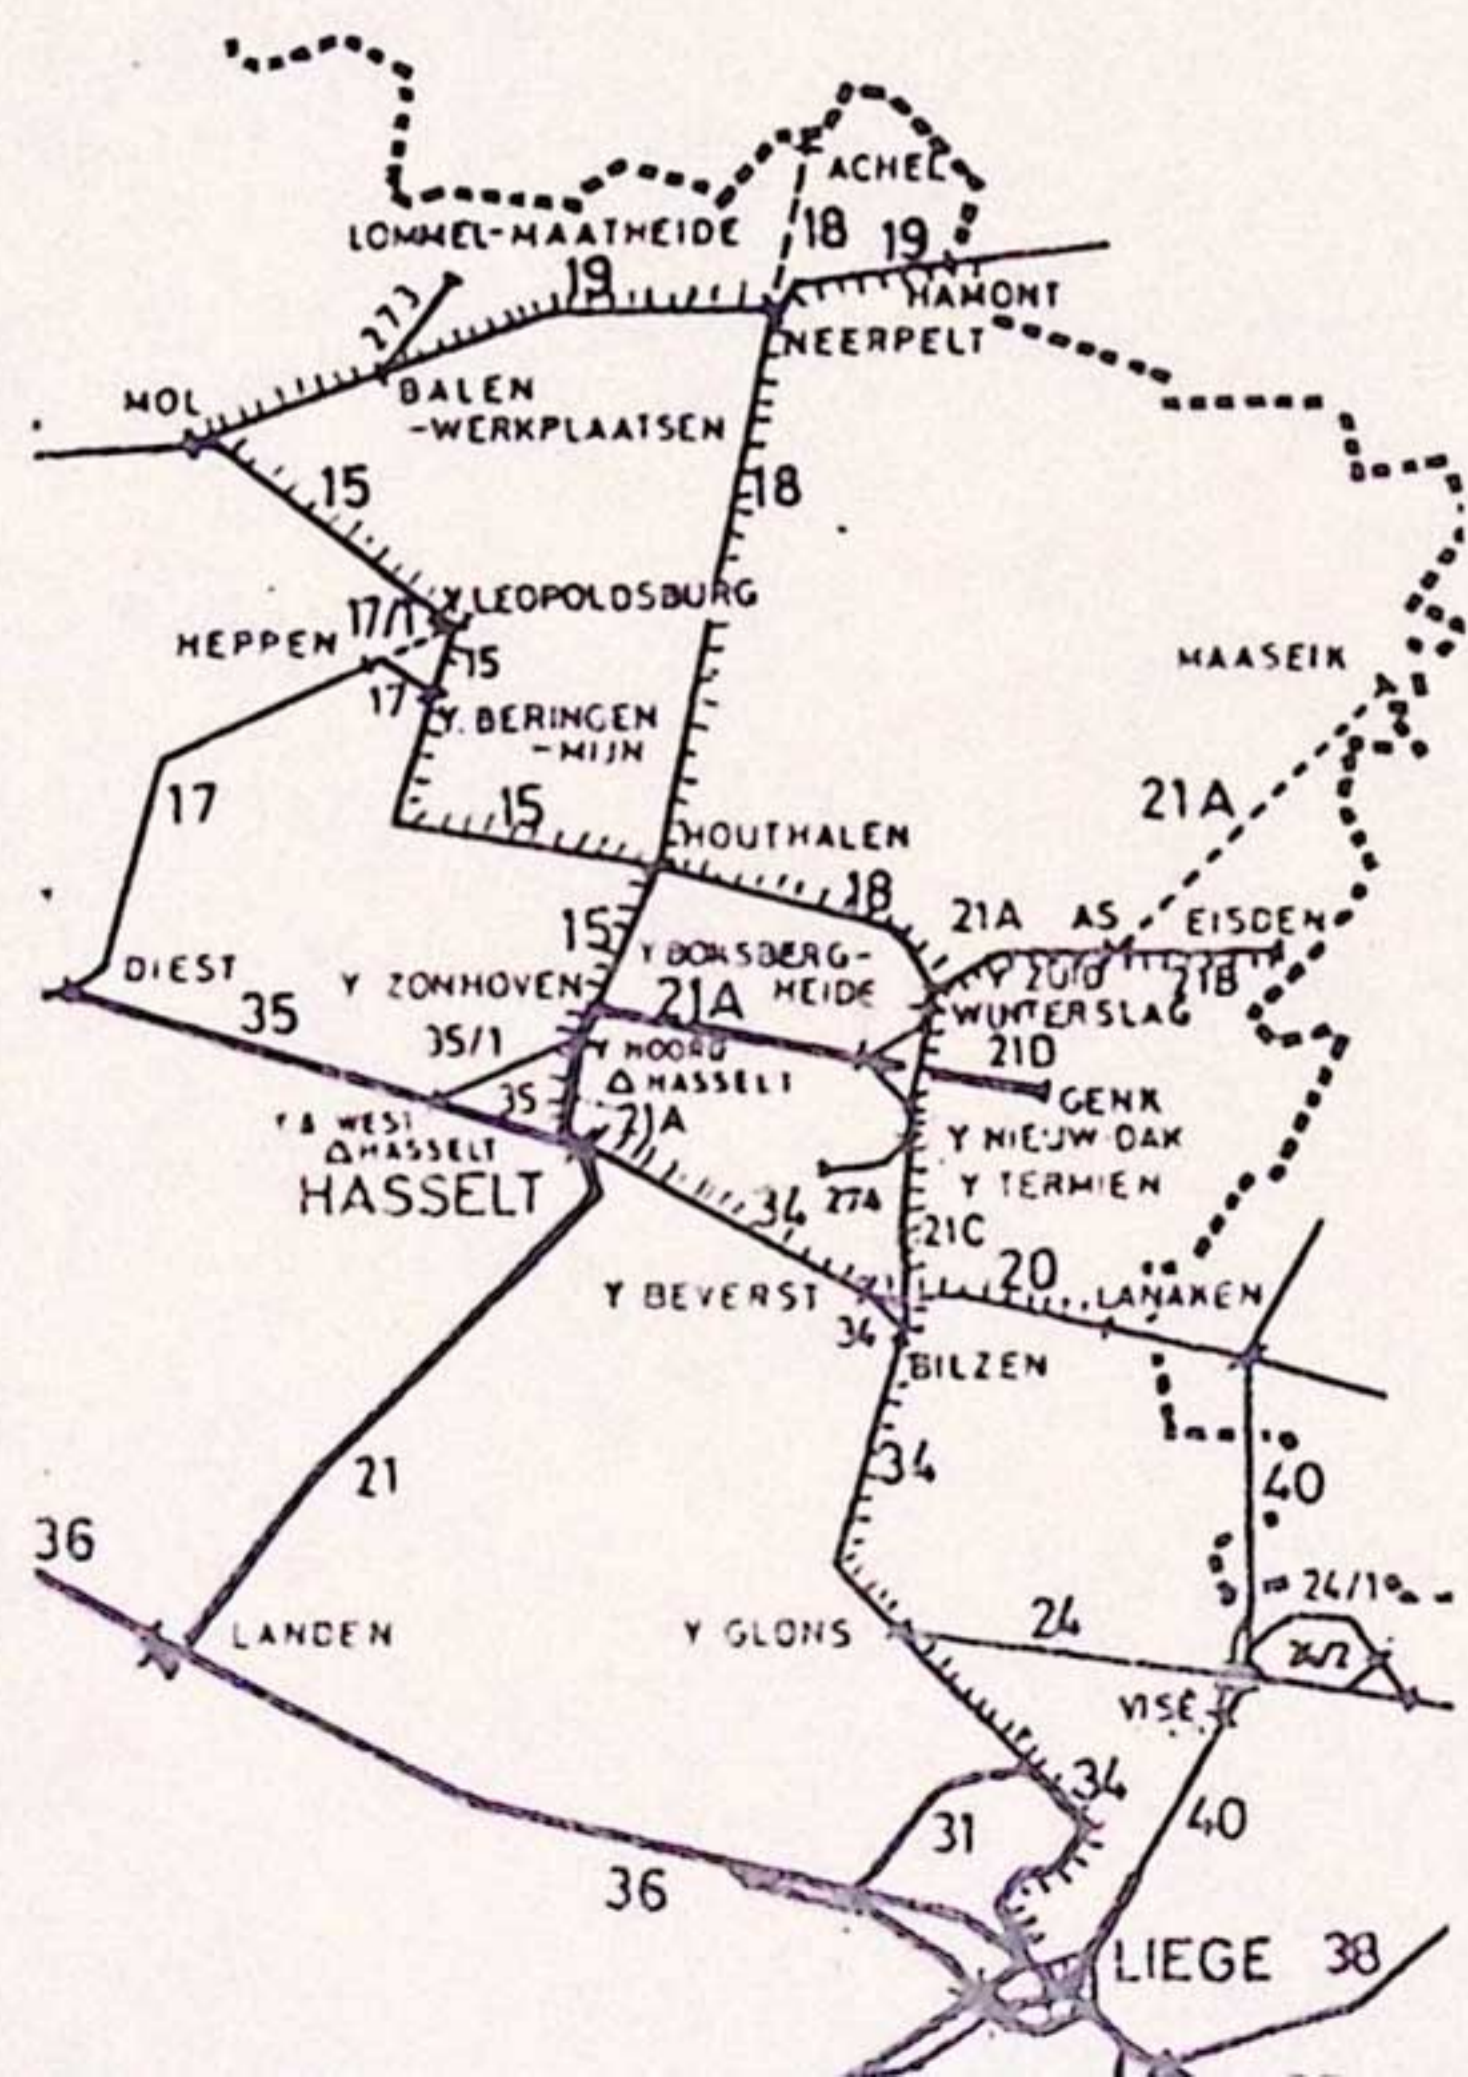 ACHEL
LOMMEL-MAATHEIDE
18
19
19
HAMONT
273
NEERPELT
MOL
BALEN
-WERKPLAATSEN
15
18
17/1
Y LEOPOLDSBURG
HEPPEN
15
MAASEIK
17
Y. BERINGEN
-MIJN
17
15
21A
HOUTHALEN
18
21A
AS
EISDEN
15
Y BOKSBERG-
HEIDE
DIEST
Y ZONHOVEN
21A
Y ZUID
21B
WINTERSLAG
35
35/1
Y NOORD
Δ HASSELT
21D
GENK
35
21A
WEST
Δ HASSELT
Y NIEUW DAK
HASSELT
Y TERMIEN
27A
34
21C
20
Y BEVERST
LANAKEN
34
BILZEN
21
34
40
36
24/1
LANDEN
Y GLONS
24
VISE
34
31
40
36
LIEGE
38